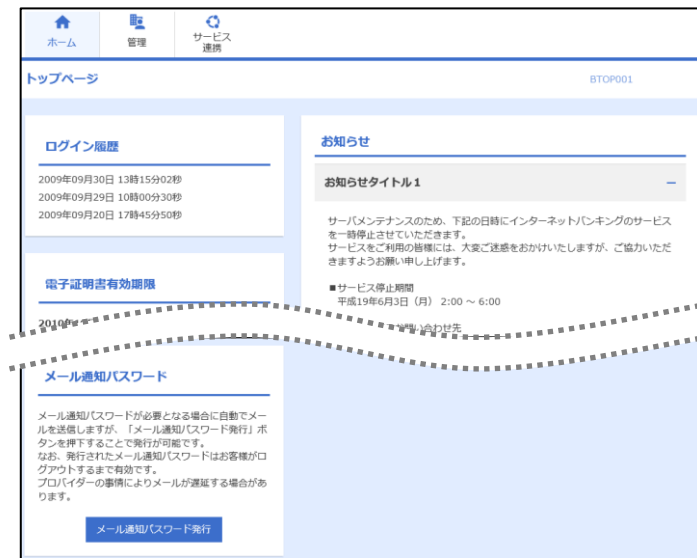 ホーム
管理
サービス
連携
トップページ
BTOP001
ログイン履歴
2009年09月30日 13時15分02秒
2009年09月29日 10時00分30秒
2009年09月20日 17時45分50秒
電子証明書有効期限
2010年
お知らせ
お知らせタイトル1
サーバメンテナンスのため、下記の日時にインターネットバンキングのサービス
を一時停止させていただきます。
サービスをご利用の皆様には、大変ご迷惑をおかけいたしますが、ご協力いただ
きますようお願い申し上げます。
■サービス停止期間
平成19年6月3日（月） 2:00 ～ 6:00
問い合わせ先
メール通知パスワード
メール通知パスワードが必要となる場合に自動でメー
ルを送信しますが、「メール通知パスワード発行」ボ
タンを押下することで発行が可能です。
なお、発行されたメール通知パスワードはお客様がロ
グアウトするまで有効です。
プロバイダーの事情によりメールが遅延する場合があ
ります。
メール通知パスワード発行